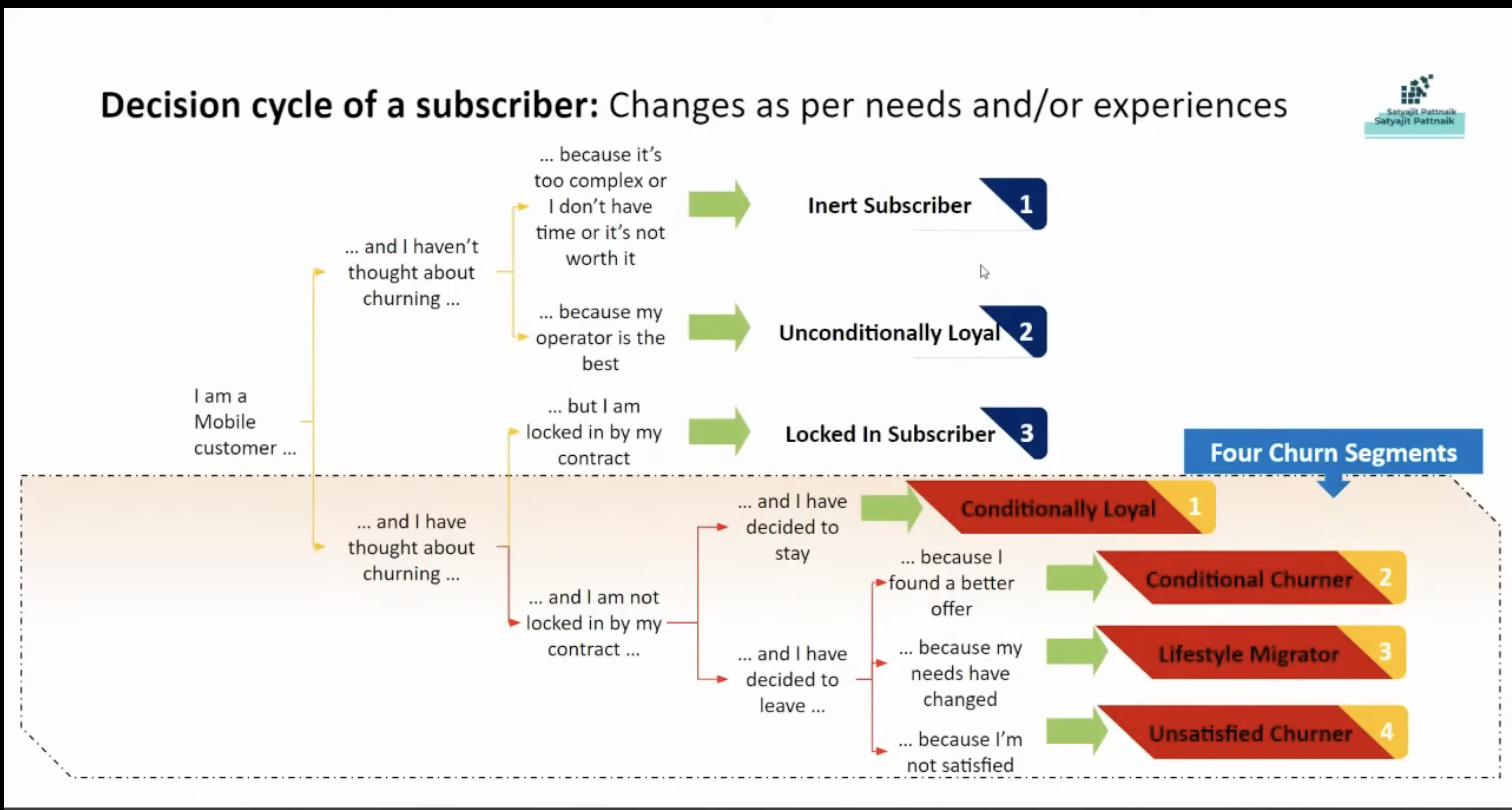 Decision cycle of a subscriber: Changes as per needs and/or experiences
Satyajit Pattnaik
Satyajit Pattnaik
... because it's
too complex or
I don't have
time or it's not
worth it
Inert Subscriber
1
... and I haven't
thought about
churning ...
... because my
operator is the
best
Unconditionally Loyal
2
I am a
Mobile
customer ...
... but I am
locked in by my
contract
Locked In Subscriber
3
Four Churn Segments
... and I have
thought about
churning ...
... and I am not
locked in by my
contract ...
... and I have
decided to
stay
Conditionally Loyal
1
... and I have
decided to
leave ...
... because I
found a better
offer
Conditional Churner
2
... because my
needs have
changed
Lifestyle Migrator
3
... because I'm
not satisfied
Unsatisfied Churner
4